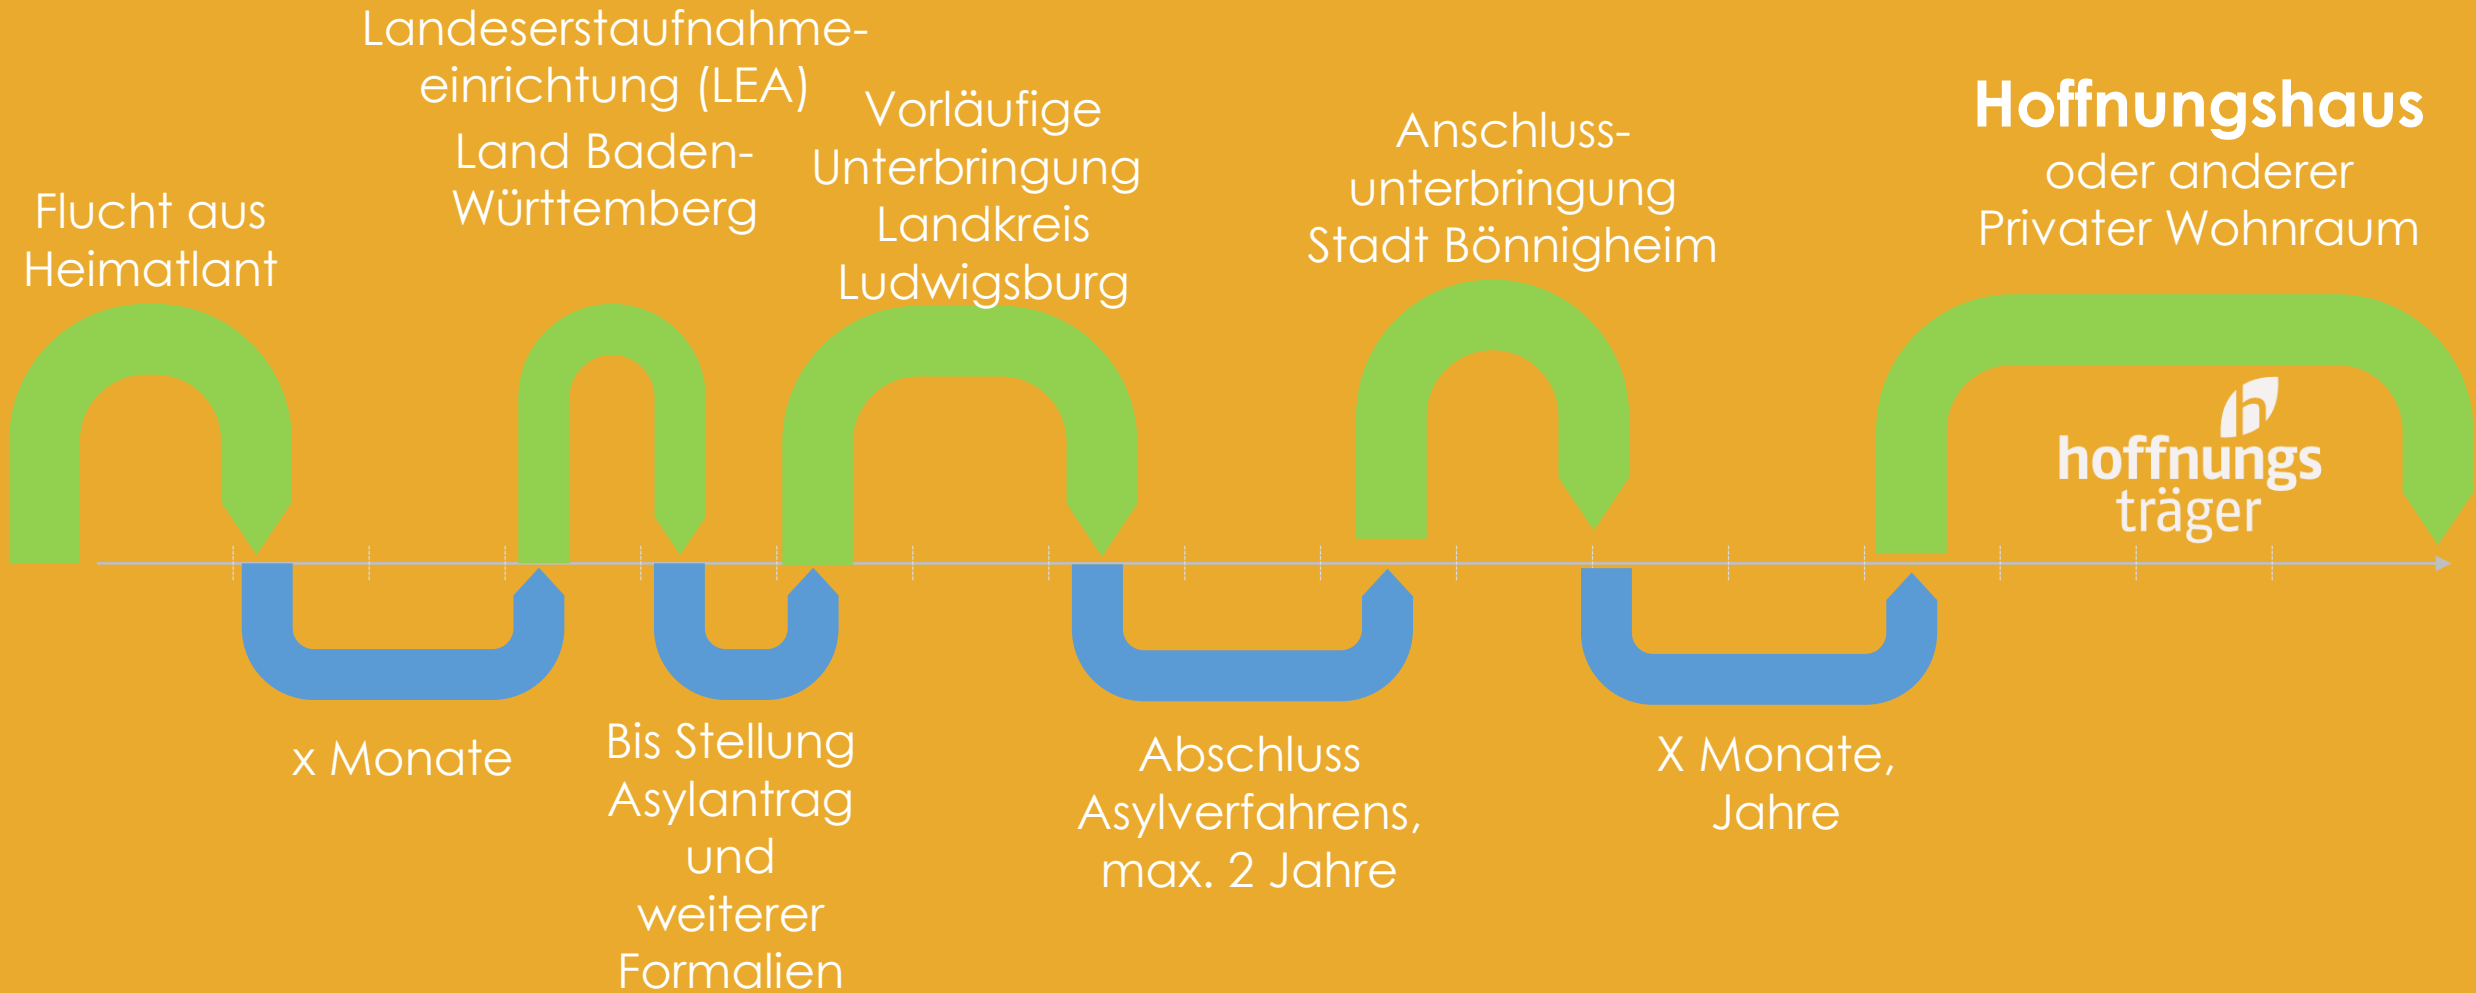 Flucht aus
Heimatlant
Landeserstaufnahme-
einrichtung (LEA)
Land Baden-
Württemberg
Vorläufige
Unterbringung
Landkreis
Ludwigsburg
Anschluss-
unterbringung
Stadt Bönnigheim
Hoffnungshaus
oder anderer
Privater Wohnraum
hoffnungs
träger
x Monate
Bis Stellung
Asylantrag
und
weiterer
Formalien
Abschluss
Asylverfahrens,
max. 2 Jahre
X Monate,
Jahre